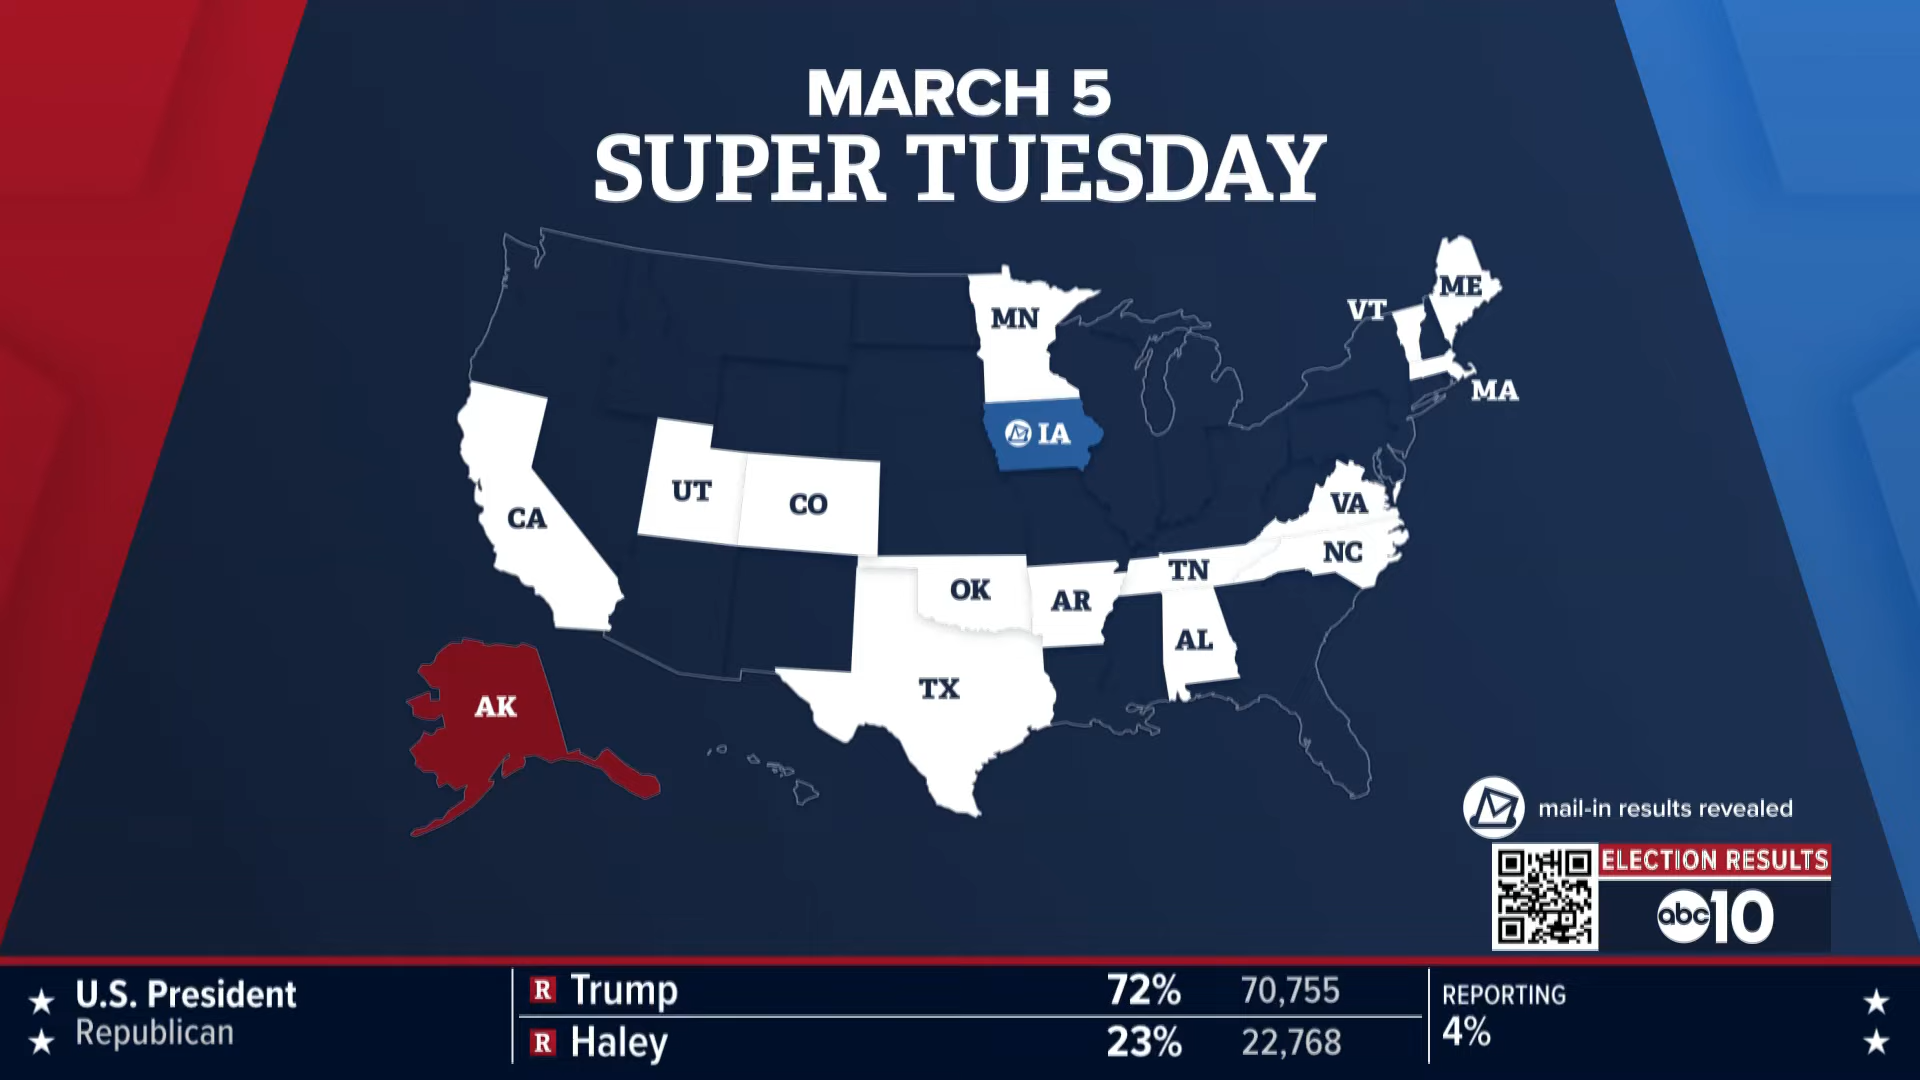 MARCH 5
SUPER TUESDAY
ME
VT
MN
MA
IA
UT
CO
VA
CA
NC
TN
OK
AR
AL
TX
AK
mail-in results revealed
ELECTION RESULTS
abc10
U.S. President
Republican
R Trump 72% 70,755
R Haley 23% 22,768
REPORTING
4%